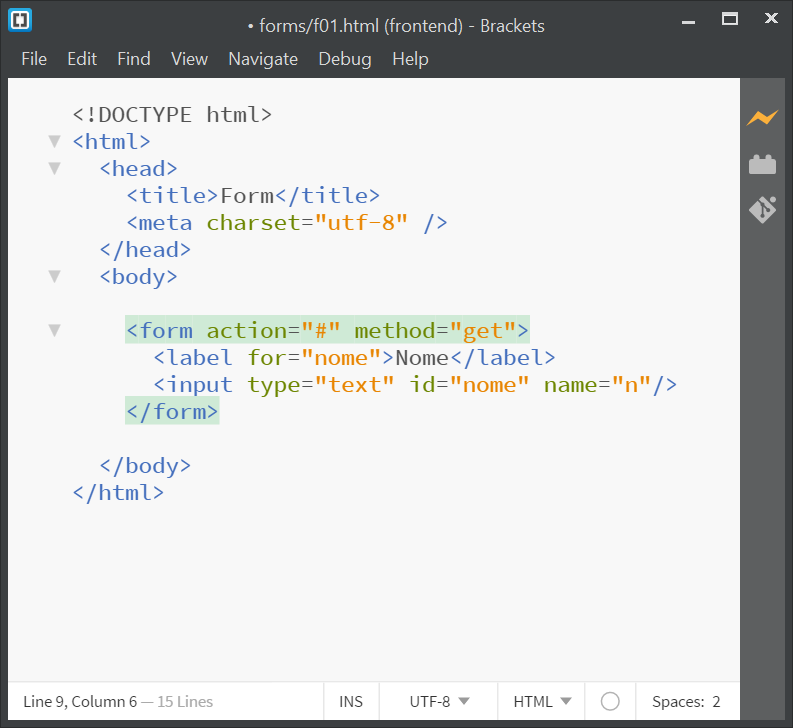 • forms/f01.html (frontend) - Brackets
File Edit Find View Navigate Debug Help
<!DOCTYPE html>
<html>
  <head>
    <title>Form</title>
    <meta charset="utf-8" />
  </head>
  <body>
    <form action="#" method="get">
      <label for="nome">Nome</label>
      <input type="text" id="nome" name="n"/>
    </form>
  </body>
</html>
Line 9, Column 6 — 15 Lines INS UTF-8 HTML Spaces: 2